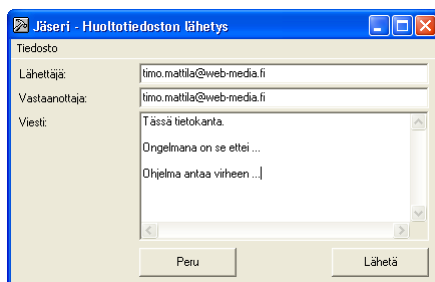 Jäseri - Huoltotiedoston lähetys
Tiedosto
Lähettäjä: timo.mattila@web-media.fi
Vastaanottaja: timo.mattila@web-media.fi
Viesti: Tässä tietokanta.
Ongelmana on se ettei ...
Ohjelma antaa virheen ...
Peru Lähetä